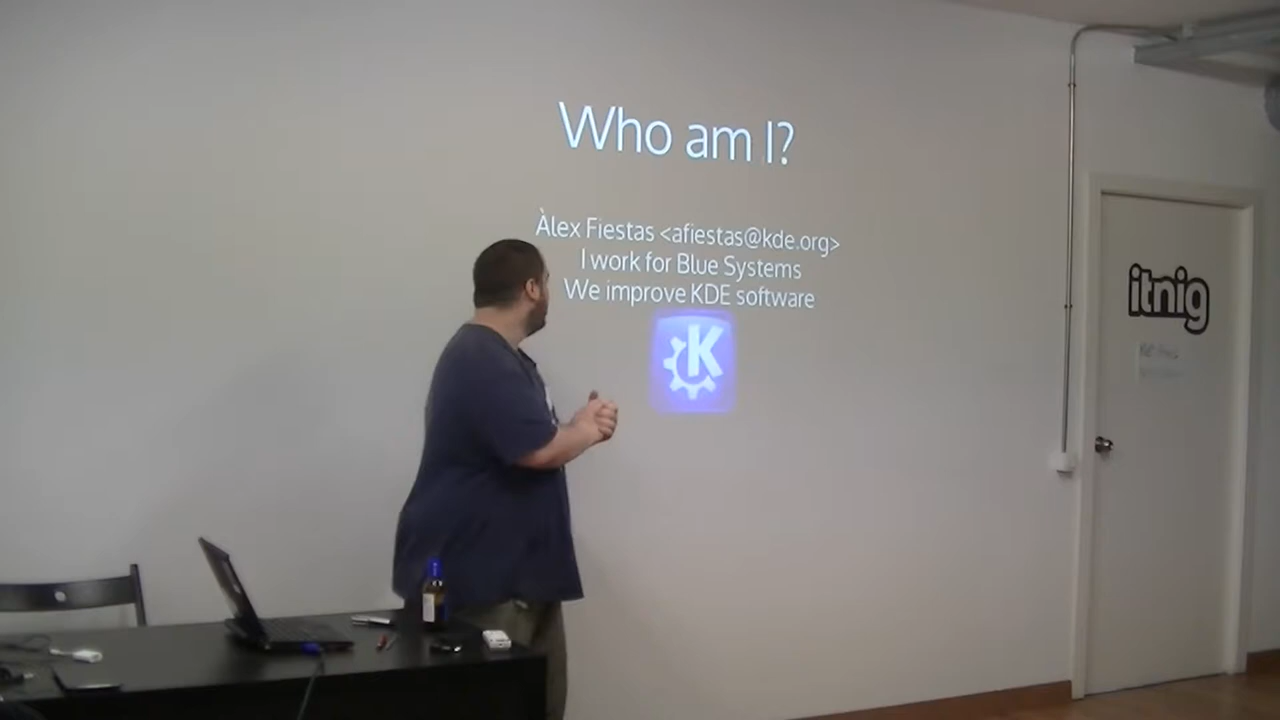 Who am I?
Àlex Fiestas <afiestas@kde.org>
I work for Blue Systems
We improve KDE software
K
itnig